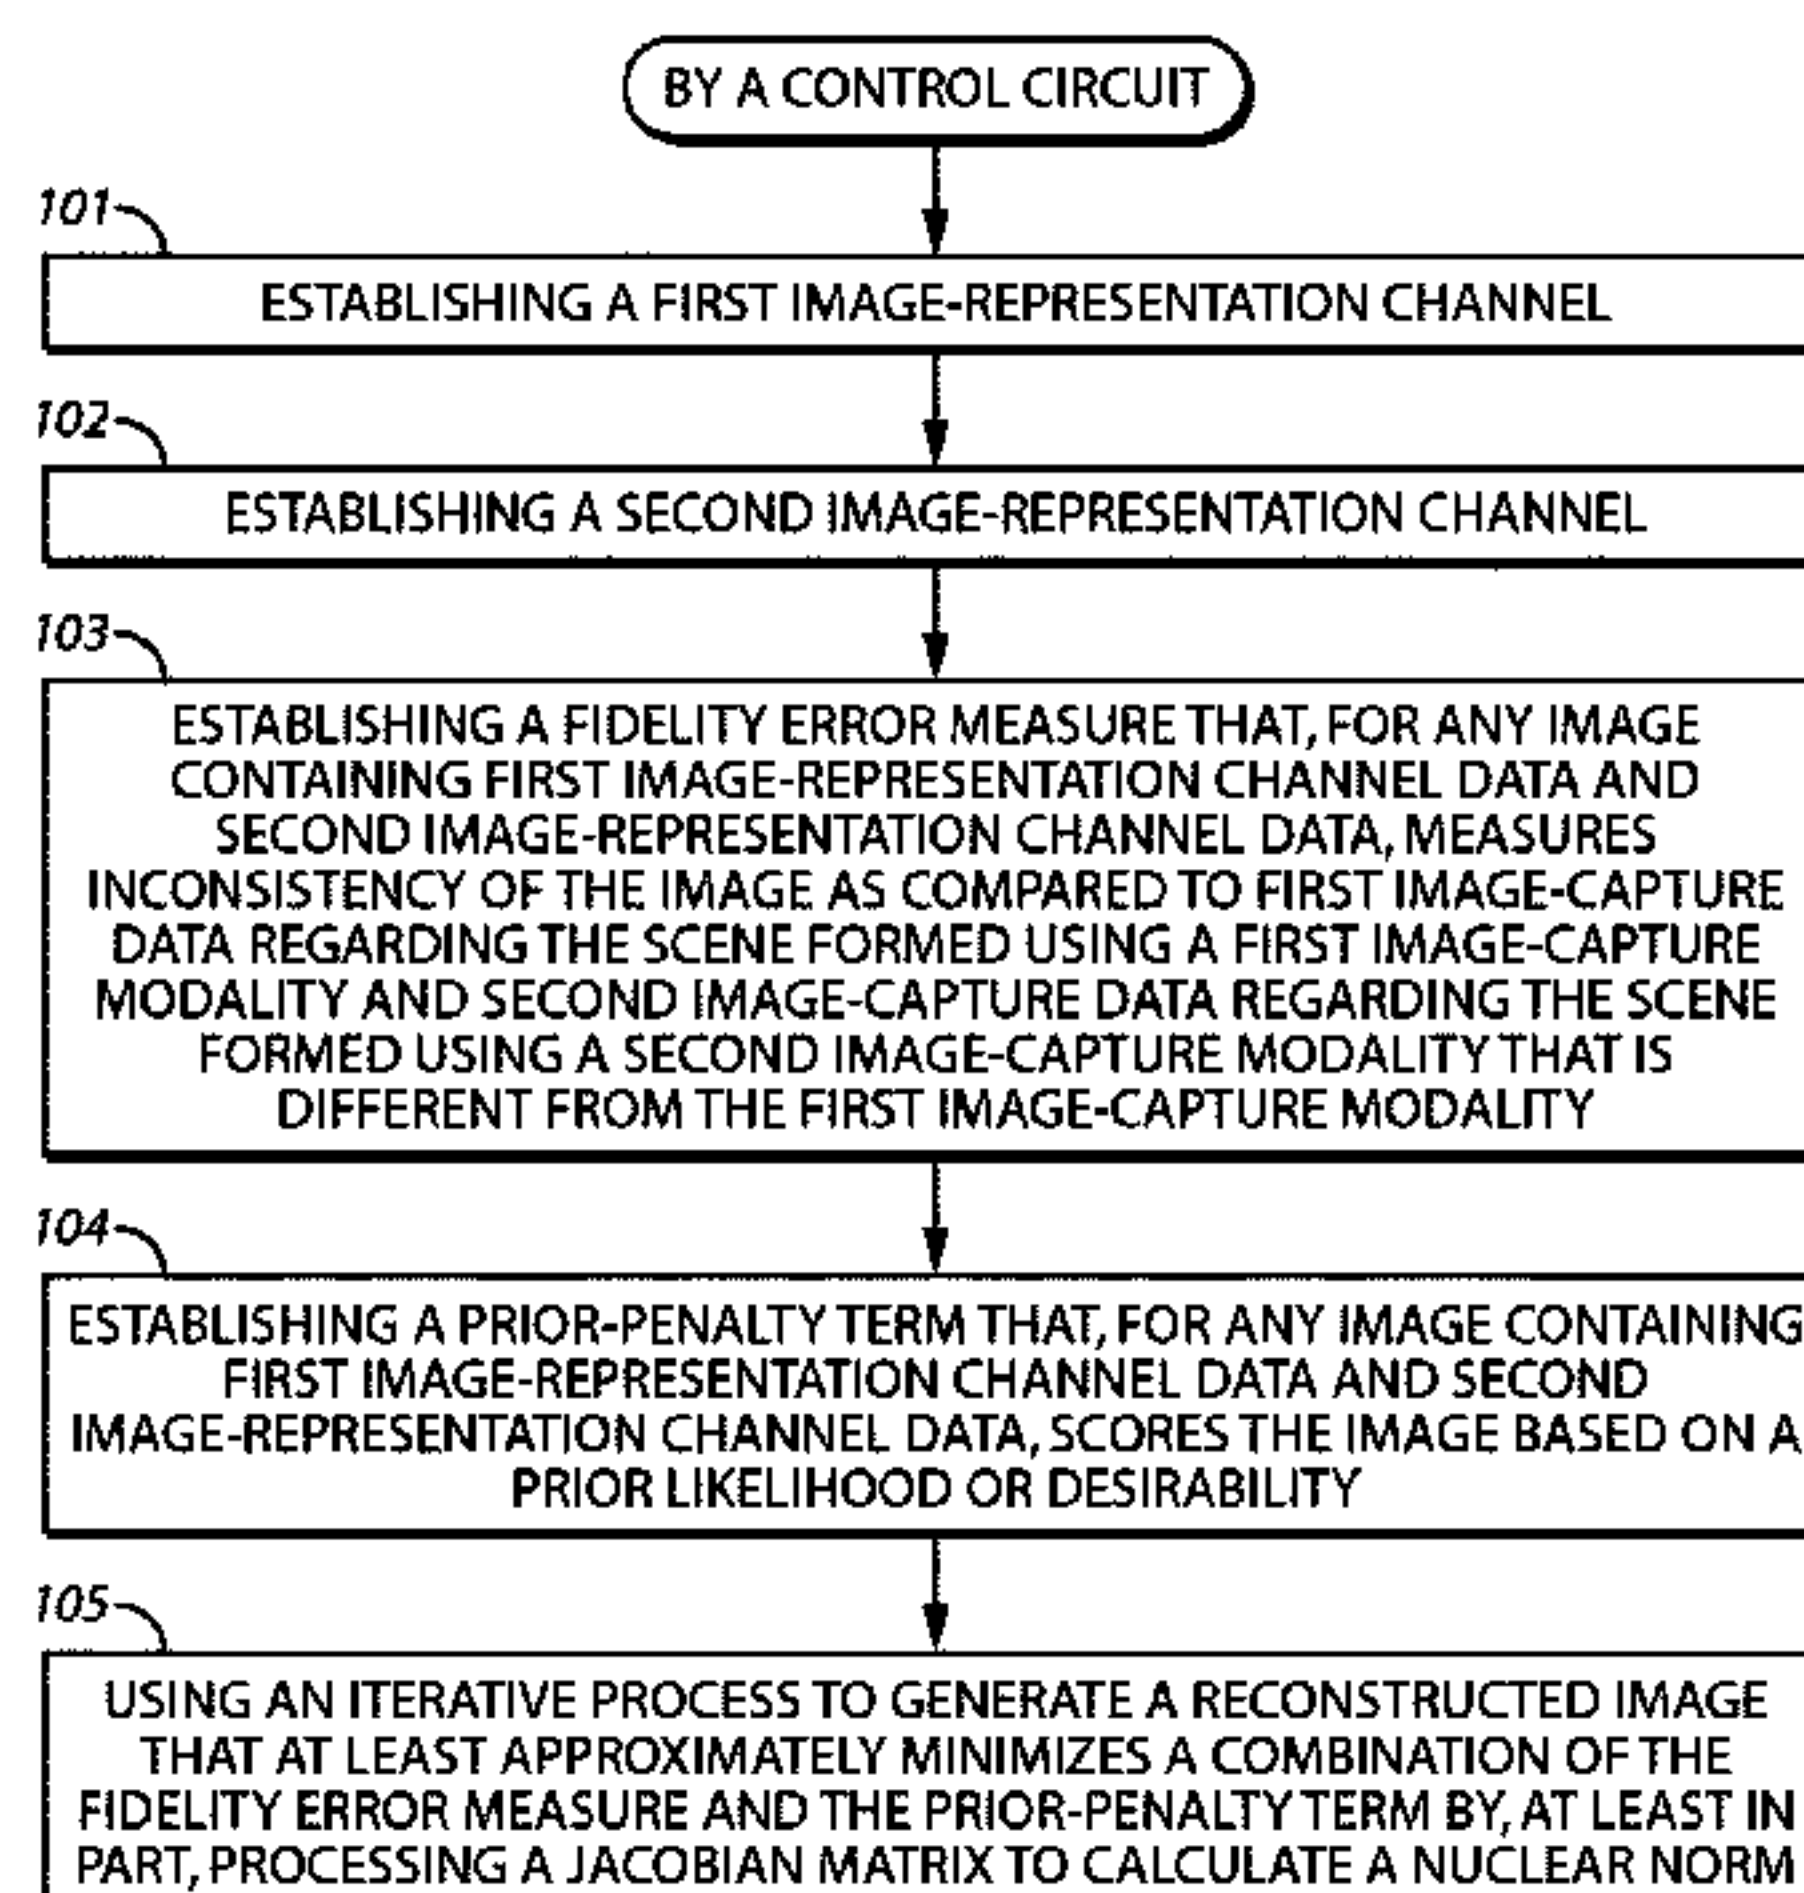 BY A CONTROL CIRCUIT
101
ESTABLISHING A FIRST IMAGE-REPRESENTATION CHANNEL
102
ESTABLISHING A SECOND IMAGE-REPRESENTATION CHANNEL
103
ESTABLISHING A FIDELITY ERROR MEASURE THAT, FOR ANY IMAGE
CONTAINING FIRST IMAGE-REPRESENTATION CHANNEL DATA AND
SECOND IMAGE-REPRESENTATION CHANNEL DATA, MEASURES
INCONSISTENCY OF THE IMAGE AS COMPARED TO FIRST IMAGE-CAPTURE
DATA REGARDING THE SCENE FORMED USING A FIRST IMAGE-CAPTURE
MODALITY AND SECOND IMAGE-CAPTURE DATA REGARDING THE SCENE
FORMED USING A SECOND IMAGE-CAPTURE MODALITY THAT IS
DIFFERENT FROM THE FIRST IMAGE-CAPTURE MODALITY
104
ESTABLISHING A PRIOR-PENALTY TERM THAT, FOR ANY IMAGE CONTAINING
FIRST IMAGE-REPRESENTATION CHANNEL DATA AND SECOND
IMAGE-REPRESENTATION CHANNEL DATA, SCORES THE IMAGE BASED ON A
PRIOR LIKELIHOOD OR DESIRABILITY
105
USING AN ITERATIVE PROCESS TO GENERATE A RECONSTRUCTED IMAGE
THAT AT LEAST APPROXIMATELY MINIMIZES A COMBINATION OF THE
FIDELITY ERROR MEASURE AND THE PRIOR-PENALTY TERM BY, AT LEAST IN
PART, PROCESSING A JACOBIAN MATRIX TO CALCULATE A NUCLEAR NORM